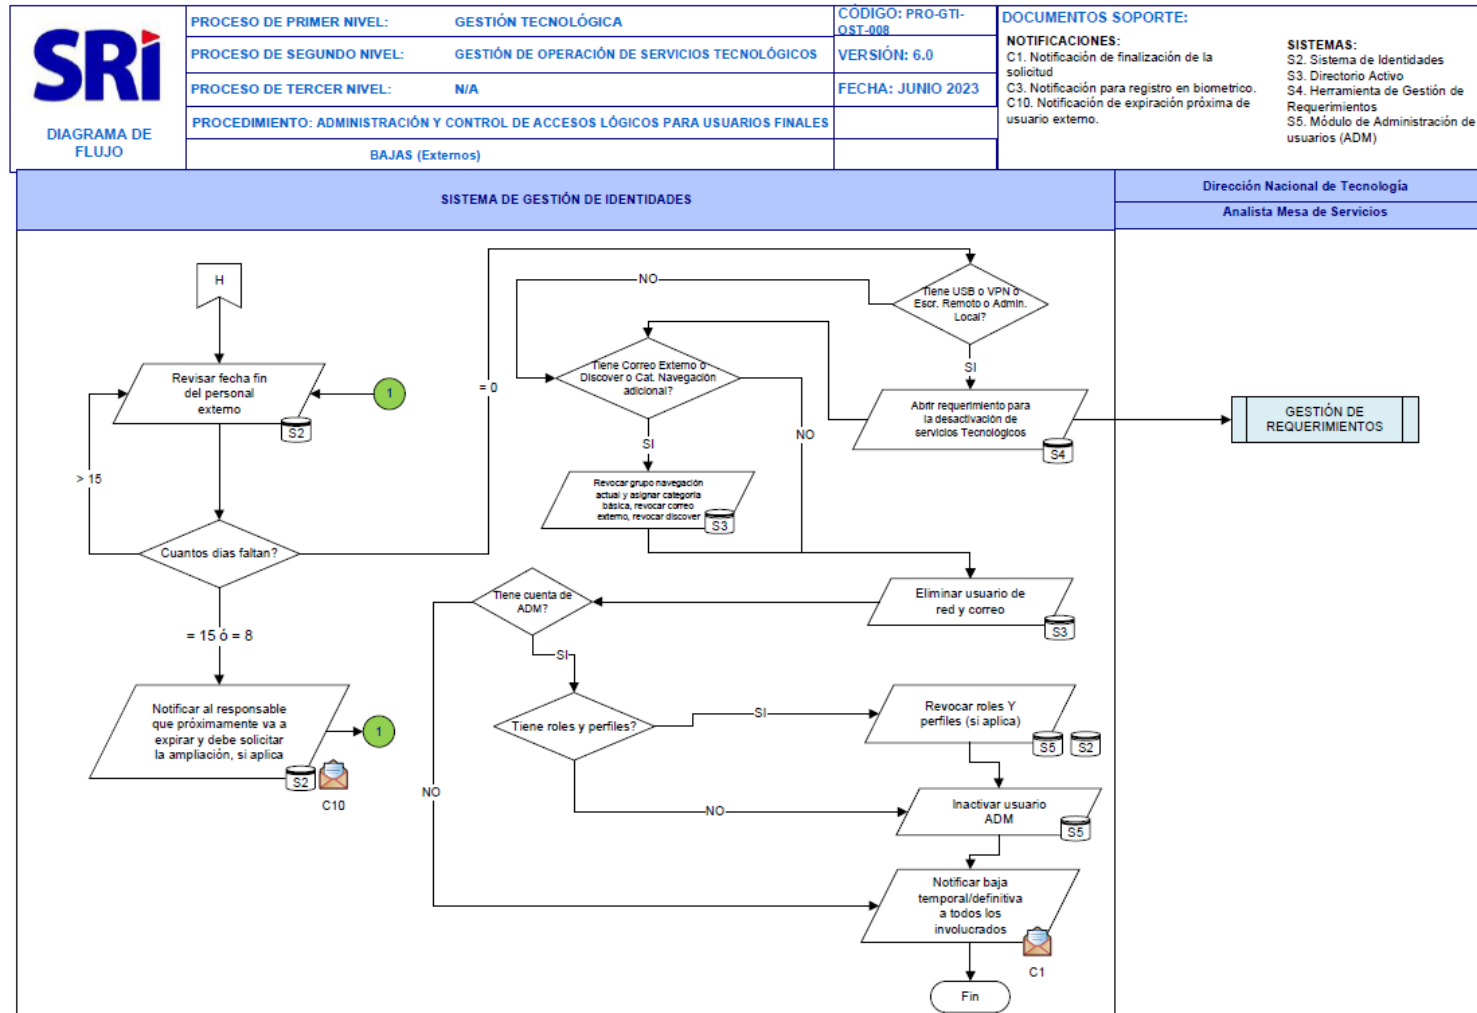 SRi
DIAGRAMA DE
FLUJO
PROCESO DE PRIMER NIVEL: GESTIÓN TECNOLÓGICA
CÓDIGO: PRO-GTI-
OST-008
PROCESO DE SEGUNDO NIVEL: GESTIÓN DE OPERACIÓN DE SERVICIOS TECNOLÓGICOS
VERSIÓN: 6.0
PROCESO DE TERCER NIVEL: N/A
FECHA: JUNIO 2023
PROCEDIMIENTO: ADMINISTRACIÓN Y CONTROL DE ACCESOS LÓGICOS PARA USUARIOS FINALES
BAJAS (Externos)
DOCUMENTOS SOPORTE:
NOTIFICACIONES:
C1. Notificación de finalización de la
solicitud
C3. Notificación para registro en biometrico.
C10. Notificación de expiración próxima de
usuario externo.
SISTEMAS:
S2. Sistema de Identidades
S3. Directorio Activo
S4. Herramienta de Gestión de
Requerimientos
S5. Módulo de Administración de
usuarios (ADM)
SISTEMA DE GESTIÓN DE IDENTIDADES
Dirección Nacional de Tecnología
Analista Mesa de Servicios
H
Revisar fecha fin
del personal
externo
S2
1
> 15
Cuantos dias faltan?
= 0
= 15 ó = 8
Notificar al responsable
que próximamente va a
expirar y debe solicitar
la ampliación, si aplica
S2
C10
1
Tiene USB o VPN o
Escr. Remoto o Admin.
Local?
NO
SI
Abrir requerimiento para
la desactivación de
servicios Tecnológicos
S4
GESTIÓN DE
REQUERIMIENTOS
Tiene Correo Externo o
Discover o Cat. Navegación
adicional?
NO
SI
Revocar grupo navegación
actual y asignar categoría
básica, revocar correo
externo, revocar discover
S3
Eliminar usuario de
red y correo
S3
Tiene cuenta de
ADM?
SI
NO
Tiene roles y perfiles?
SI
NO
Revocar roles Y
perfiles (si aplica)
S5
S2
Inactivar usuario
ADM
S5
Notificar baja
temporal/definitiva
a todos los
involucrados
C1
Fin